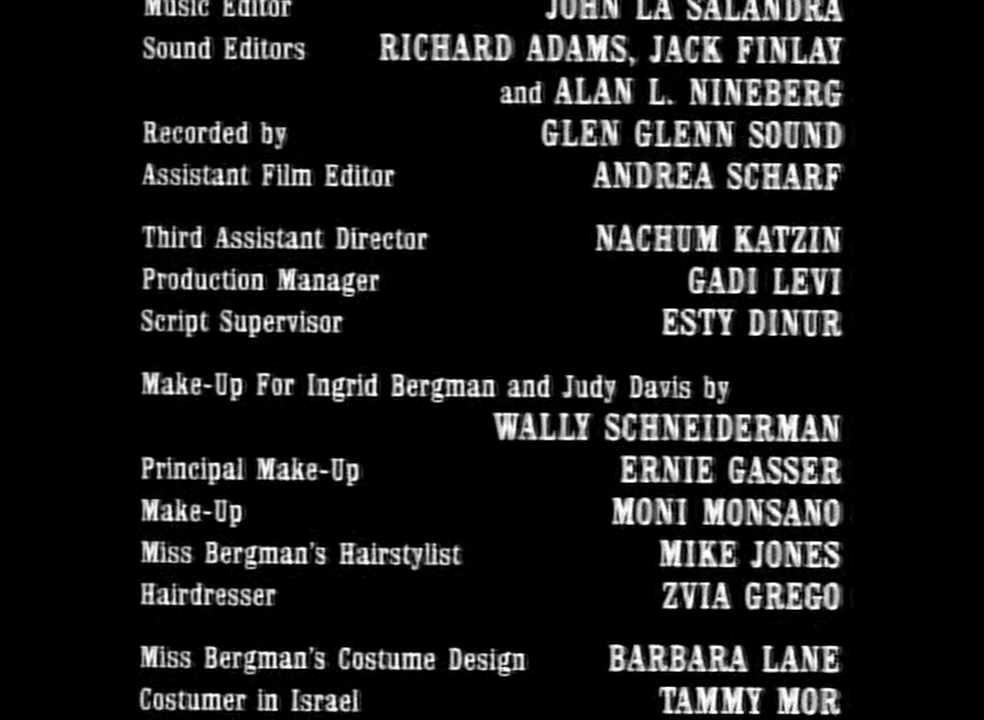 Music Editor JOHN LA SALANDRA
Sound Editors RICHARD ADAMS, JACK FINLAY
and ALAN L. NINEBERG
Recorded by GLEN GLENN SOUND
Assistant Film Editor ANDREA SCHARF
Third Assistant Director NACHUM KATZIN
Production Manager GADI LEVI
Script Supervisor ESTY DINUR
Make-Up For Ingrid Bergman and Judy Davis by
WALLY SCHNEIDERMAN
Principal Make-Up ERNIE GASSER
Make-Up MONI MONSANO
Miss Bergman's Hairstylist MIKE JONES
Hairdresser ZVIA GREGO
Miss Bergman's Costume Design BARBARA LANE
Costumer in Israel TAMMY MOR